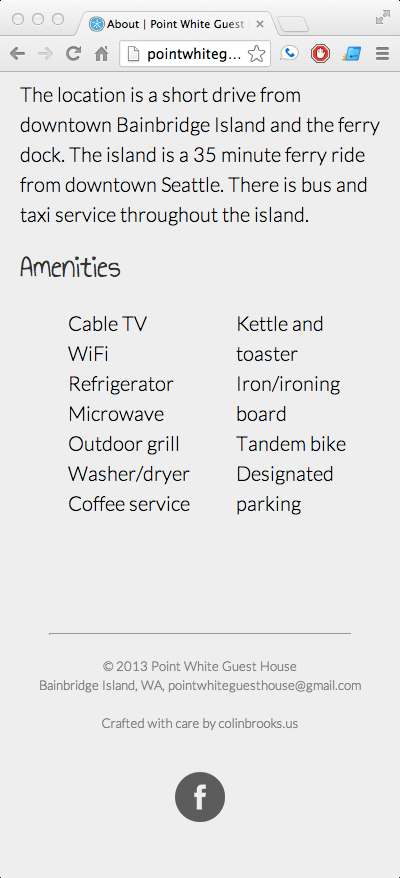 About | Point White Guest
pointwhiteg...
The location is a short drive from
downtown Bainbridge Island and the ferry
dock. The island is a 35 minute ferry ride
from downtown Seattle. There is bus and
taxi service throughout the island.
Amenities
Cable TV
WiFi
Refrigerator
Microwave
Outdoor grill
Washer/dryer
Coffee service
Kettle and
toaster
Iron/ironing
board
Tandem bike
Designated
parking
© 2013 Point White Guest House
Bainbridge Island, WA, pointwhiteguesthouse@gmail.com
Crafted with care by colinbrooks.us
f